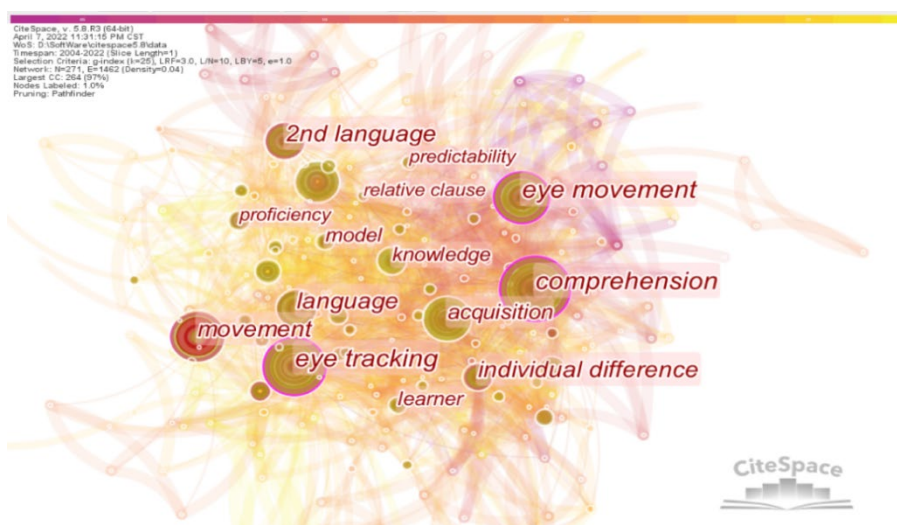 CiteSpace, v. 5.8.R3 (64-bit)
April 7, 2022 11:31:15 PM CST
WoS: D:\SoftWare\citespace5.8\data
Timespan: 2004-2022 (Slice Length=1)
Selection Criteria: g-index (k=25), LRF=3.0, L/N=10, LBY=5, e=1.0
Network: N=271, E=1462 (Density=0.04)
Largest CC: 264 (97%)
Nodes Labeled: 1.0%
Pruning: Pathfinder
2nd language
predictability
relative clause
eye movement
proficiency
model
knowledge
comprehension
language
acquisition
movement
eye tracking
individual difference
learner
CiteSpace